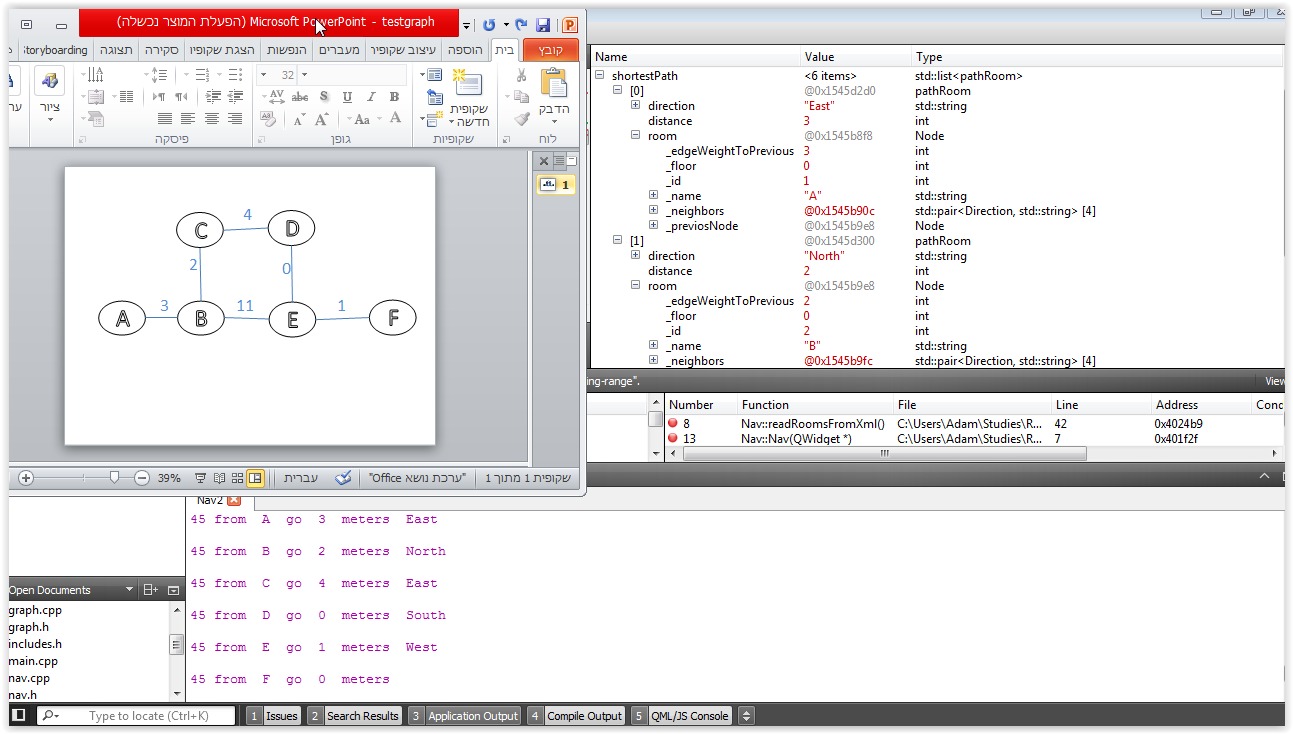 (הפעלת המוצר נכשלה) Microsoft PowerPoint - testgraph
קובץ
בית
הוספה
עיצוב שקופיר
מעברים
הנפשות
הצגת שקופיו
סקירה
תצוגה
toryboarding
הדבק
לוח
שקופית חדשה
שקופיות
32
גופן
פיסקה
ציור
1
4
C
D
2
0
3
11
1
A
B
E
F
39%
עברית
"ערכת נושא Office"
שקופית 1 מתוך 1
Name Value Type
shortestPath <6 items> std::list<pathRoom>
[0] @0x1545d2d0 pathRoom
direction "East" std::string
distance 3 int
room @0x1545b8f8 Node
_edgeWeightToPrevious 3 int
_floor 0 int
_id 1 int
_name "A" std::string
_neighbors @0x1545b90c std::pair<Direction, std::string> [4]
_previosNode @0x1545b9e8 Node
[1] @0x1545d300 pathRoom
direction "North" std::string
distance 2 int
room @0x1545b9e8 Node
_edgeWeightToPrevious 2 int
_floor 0 int
_id 2 int
_name "B" std::string
_neighbors @0x1545b9fc std::pair<Direction, std::string> [4]
ing-range".
View
Number Function File Line Address Conc
8 Nav::readRoomsFromXml() C:\Users\Adam\Studies\R... 42 0x4024b9
13 Nav::Nav(QWidget *) C:\Users\Adam\Studies\R... 7 0x401f2f
Nav2
45 from A go 3 meters East
45 from B go 2 meters North
45 from C go 4 meters East
45 from D go 0 meters South
45 from E go 1 meters West
45 from F go 0 meters
Open Documents
graph.cpp
graph.h
includes.h
main.cpp
nav.cpp
nav.h
Type to locate (Ctrl+K)
1 Issues
2 Search Results
3 Application Output
4 Compile Output
5 QML/JS Console